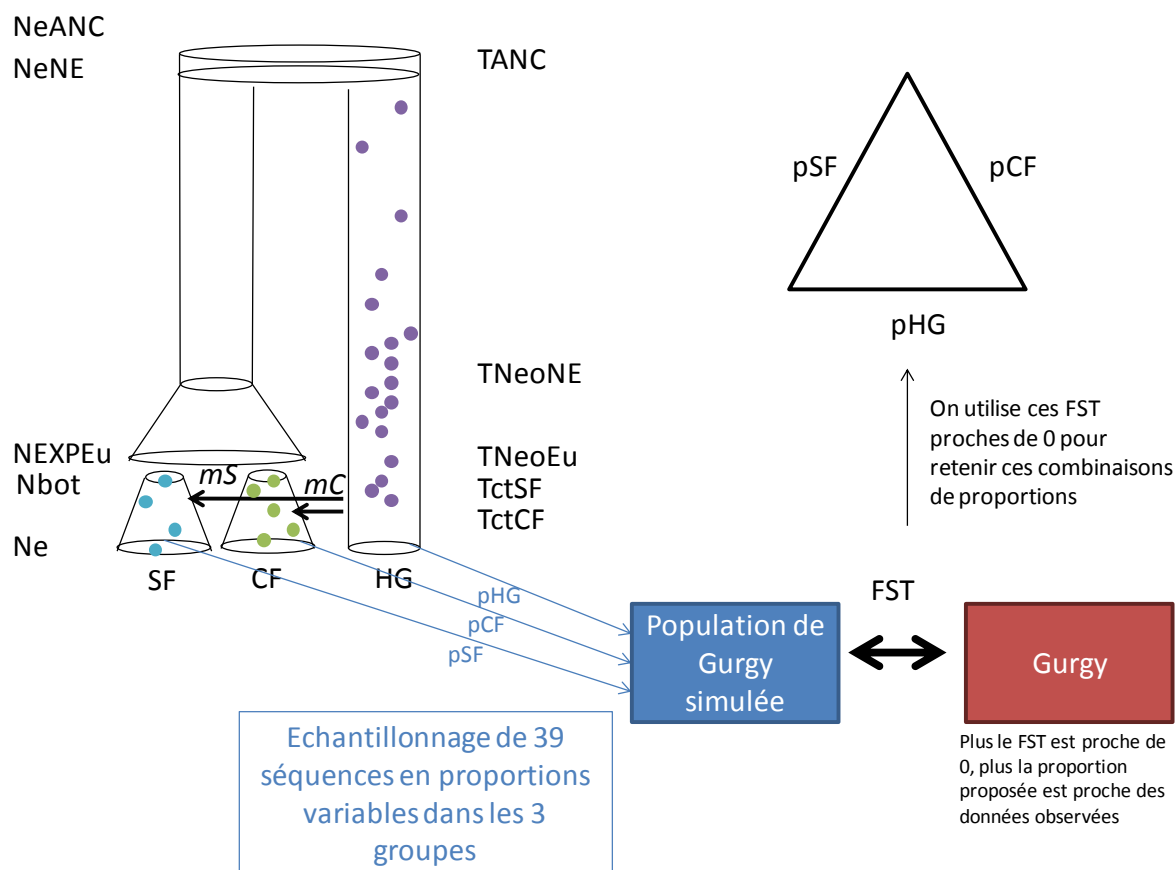 NeANC
NeNE
TANC
pSF
pCF
pHG
TNeoNE
On utilise ces FST
proches de 0 pour
retenir ces combinaisons
de proportions
NEXPEu
Nbot
mS
mC
TNeoEu
TctSF
TctCF
Ne
SF
CF
HG
pHG
pCF
pSF
FST
Population de
Gurgy
simulée
Gurgy
Echantillonnage de 39
séquences en proportions
variables dans les 3
groupes
Plus le FST est proche de
0, plus la proportion
proposée est proche des
données observées